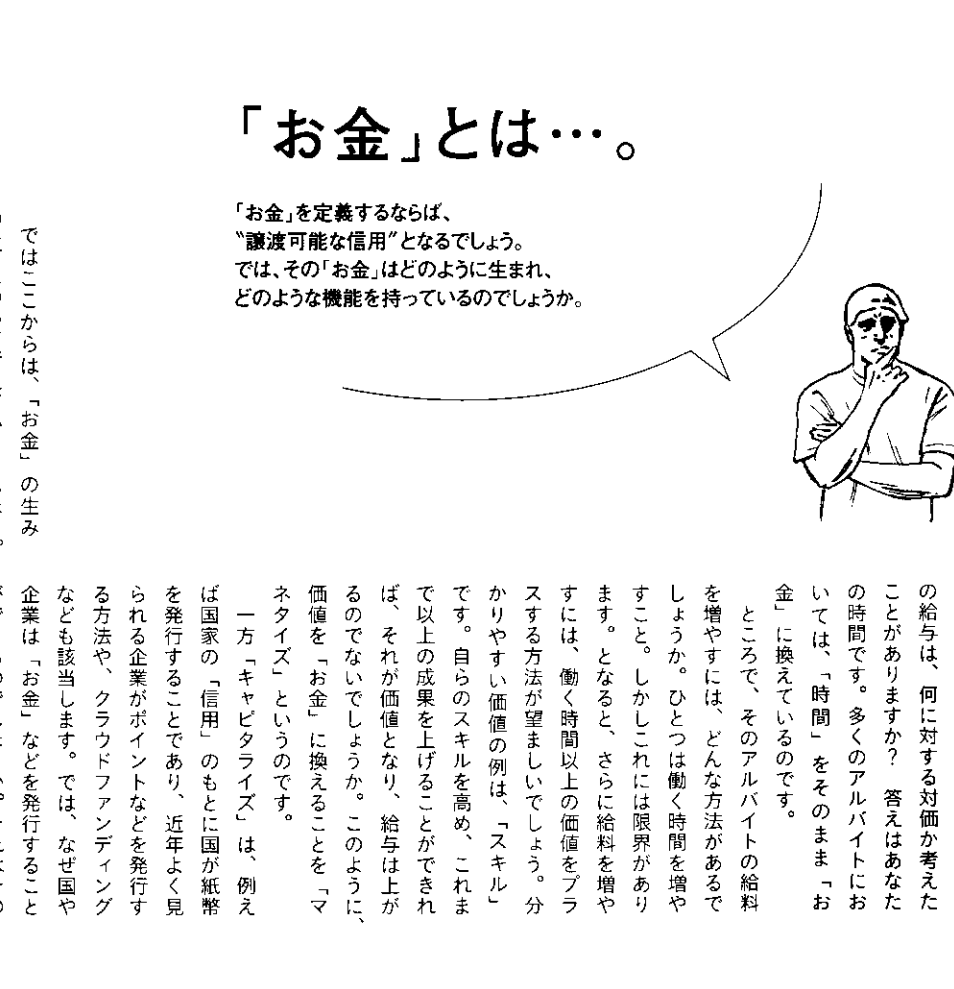 「お金」とは…。
「お金」を定義するならば、
“譲渡可能な信用”となるでしょう。
では、その「お金」はどのように生まれ、
どのような機能を持っているのでしょうか。
ではここからは、「お金」の生み
の給与は、何に対する対価か考えた
ことがありますか？　答えはあなた
の時間です。多くのアルバイトにお
いては、「時間」をそのまま「お
金」に換えているのです。
　ところで、そのアルバイトの給料
を増やすには、どんな方法があるで
しょうか。ひとつは働く時間を増や
すこと。しかしこれには限界があり
ます。となると、さらに給料を増や
すには、働く時間以上の価値をプラ
スする方法が望ましいでしょう。分
かりやすい価値の例は、「スキル」
です。自らのスキルを高め、これま
で以上の成果を上げることができれ
ば、それが価値となり、給与は上が
るのでないでしょうか。このように、
価値を「お金」に換えることを「マ
ネタイズ」というのです。
　一方「キャピタライズ」は、例え
ば国家の「信用」のもとに国が紙幣
を発行することであり、近年よく見
られる企業がポイントなどを発行す
る方法や、クラウドファンディング
なども該当します。では、なぜ国や
企業は「お金」などを発行すること